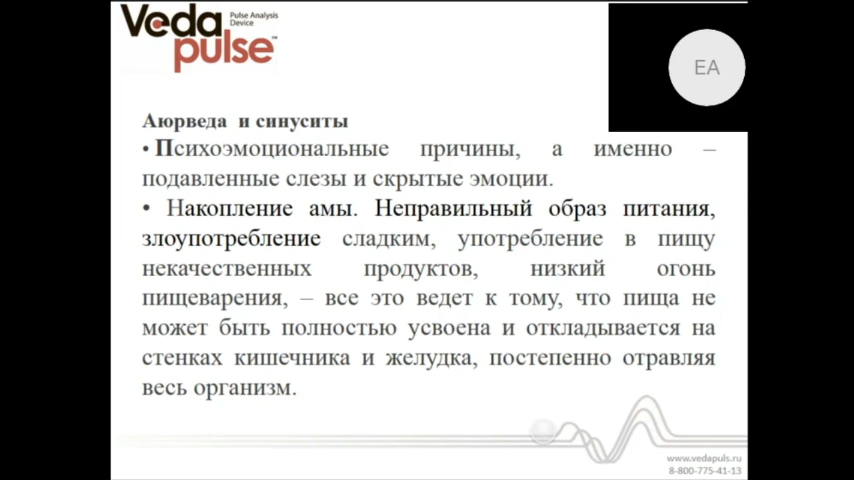 Veda Pulse Analysis Device
pulse™
EA
Аюрведа и синуситы
• Психоэмоциональные причины, а именно –
подавленные слезы и скрытые эмоции.
• Накопление амы. Неправильный образ питания,
злоупотребление сладким, употребление в пищу
некачественных продуктов, низкий огонь
пищеварения, – все это ведет к тому, что пища не
может быть полностью усвоена и откладывается на
стенках кишечника и желудка, постепенно отравляя
весь организм.
www.vedapuls.ru
8-800-775-41-13